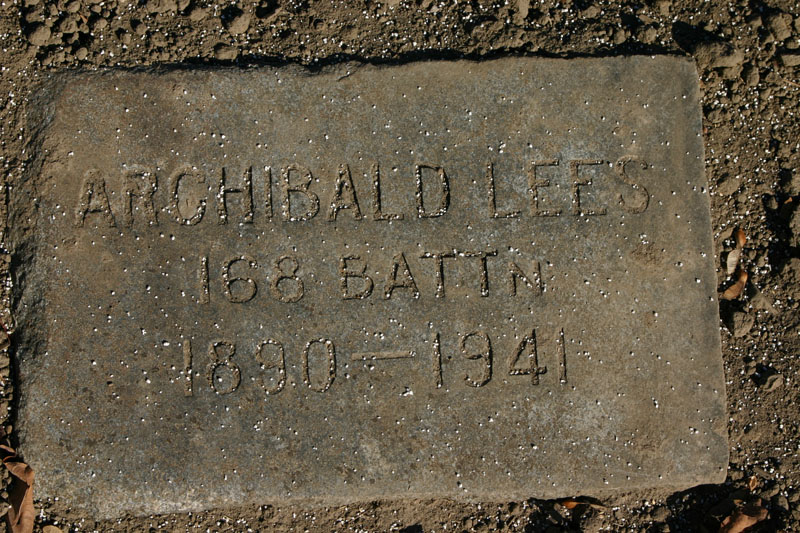 ARCHIBALD LEES
168 BATTN
1890-1941